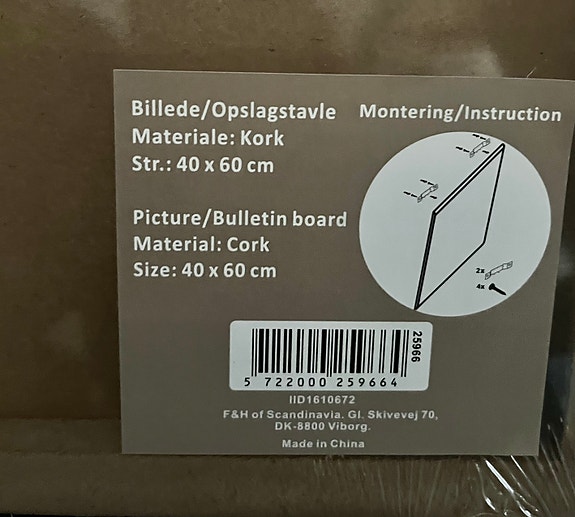 Billede/Opslagstavle
Materiale: Kork
Str.: 40 x 60 cm
Picture/Bulletin board
Material: Cork
Size: 40 x 60 cm
Montering/Instruction
2x
4x
25966
5 722000 259664
IID1610672
F&H of Scandinavia. Gl. Skivevej 70,
DK-8800 Viborg.
Made in China